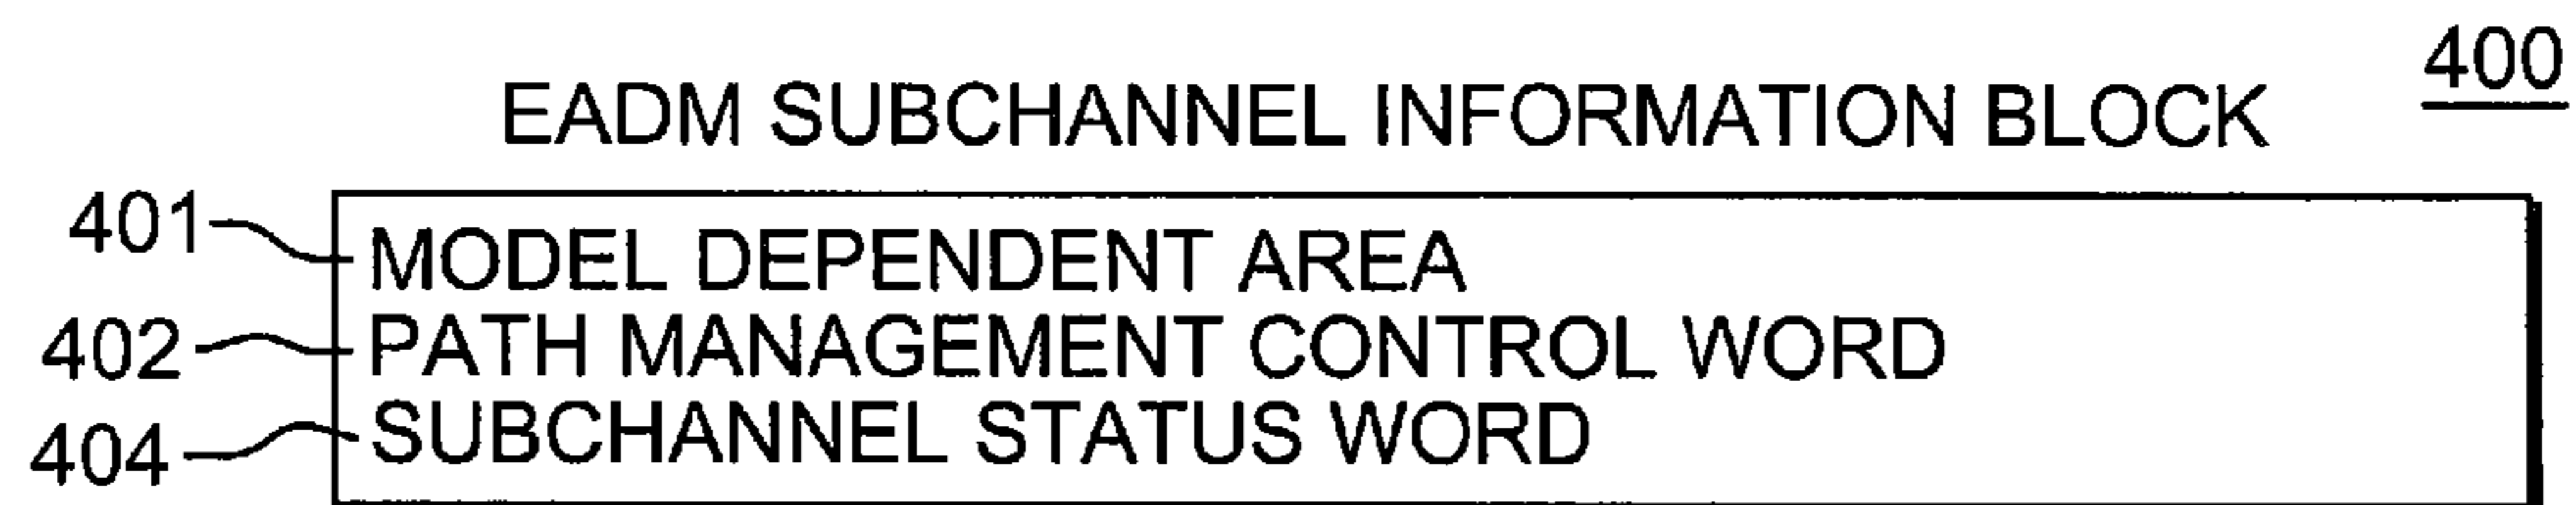 400
EADM SUBCHANNEL INFORMATION BLOCK
401 MODEL DEPENDENT AREA
402 PATH MANAGEMENT CONTROL WORD
404 SUBCHANNEL STATUS WORD